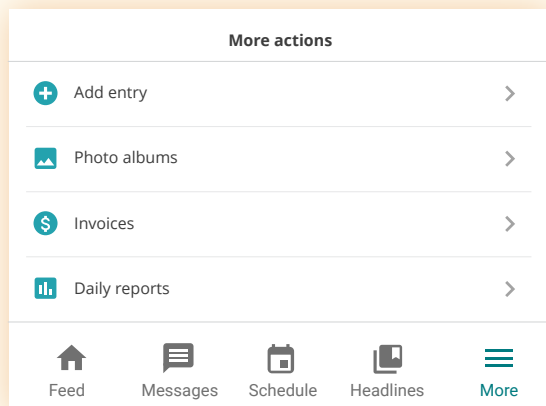 More actions
Add entry
Photo albums
Invoices
Daily reports
Feed Messages Schedule Headlines More